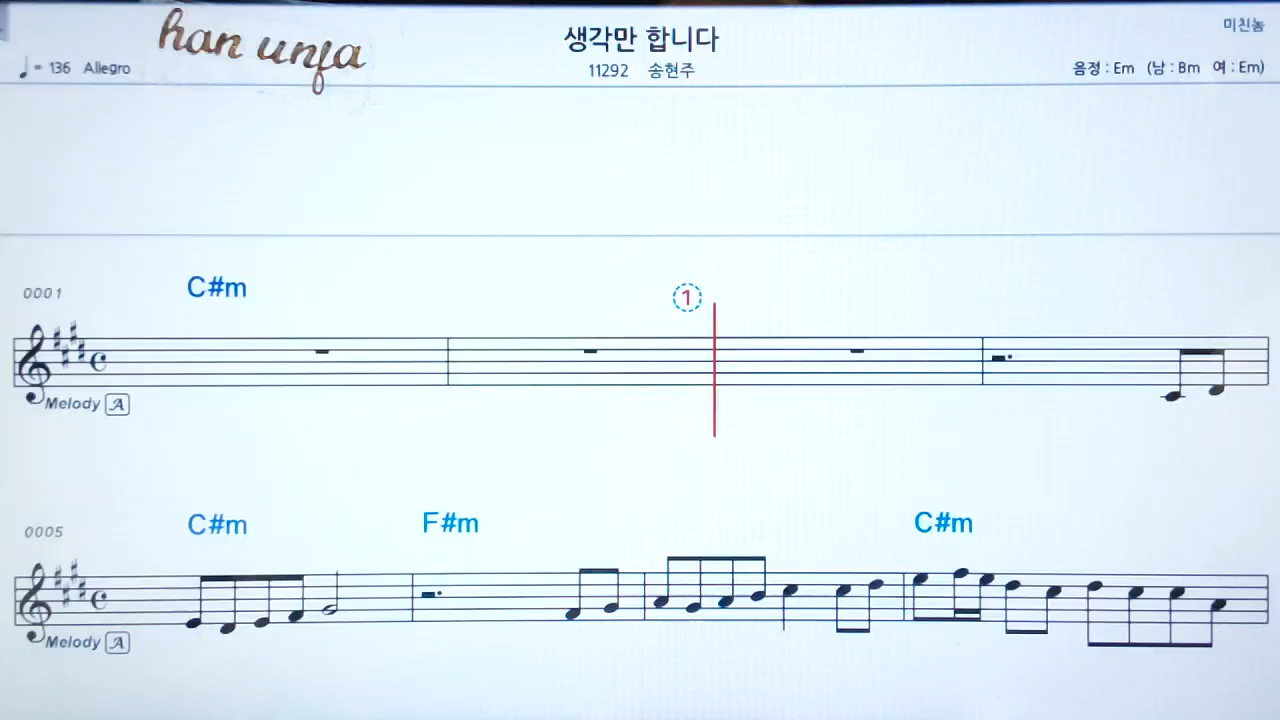 han unfa
생각만 합니다
미친놈
♩= 136 Allegro
11292 송현주
음정 : Em (남 : Bm 여 : Em)
0001
C#m
①
Melody A
0005
C#m F#m C#m
Melody A